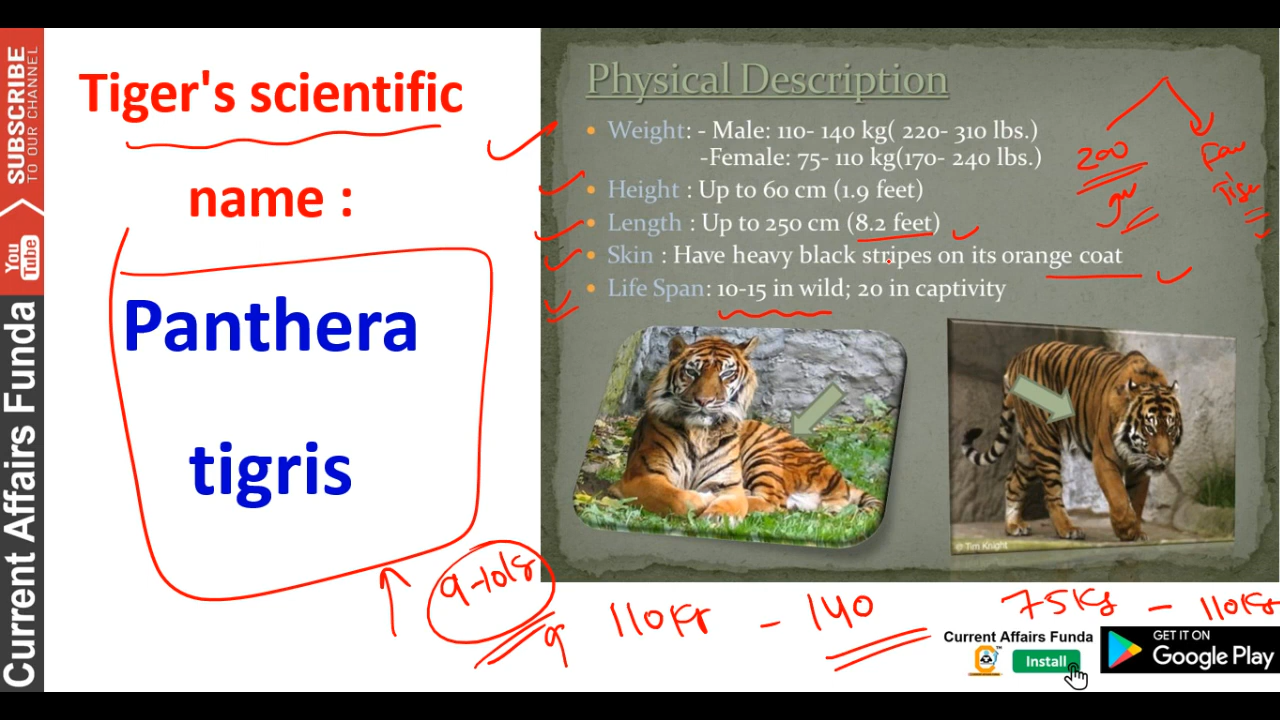 SUBSCRIBE
TO OUR CHANNEL
You
Tube
Current Affairs Funda
Tiger's scientific
name :
Panthera
tigris
Physical Description
• Weight: - Male: 110- 140 kg( 220- 310 lbs.)
-Female: 75- 110 kg(170- 240 lbs.)
• Height : Up to 60 cm (1.9 feet)
• Length : Up to 250 cm (8.2 feet)
• Skin : Have heavy black stripes on its orange coat
• Life Span: 10-15 in wild; 20 in captivity
200
© Tim Knight
110Kg - 140
75Kg - 110Kg
Current Affairs Funda
Install
GET IT ON
Google Play